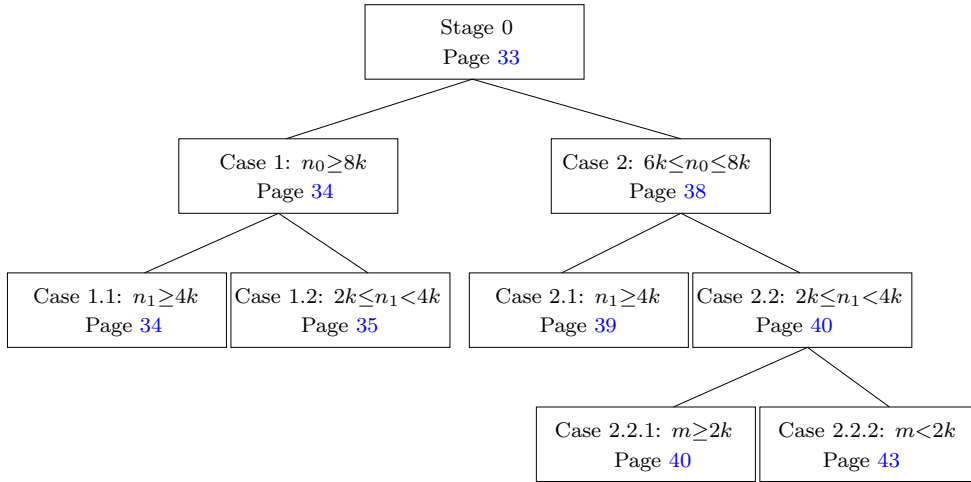 Stage 0
Page 33
Case 1: n₀≥8k
Page 34
Case 2: 6k≤n₀≤8k
Page 38
Case 1.1: n₁≥4k
Page 34
Case 1.2: 2k≤n₁<4k
Page 35
Case 2.1: n₁≥4k
Page 39
Case 2.2: 2k≤n₁<4k
Page 40
Case 2.2.1: m≥2k
Page 40
Case 2.2.2: m<2k
Page 43